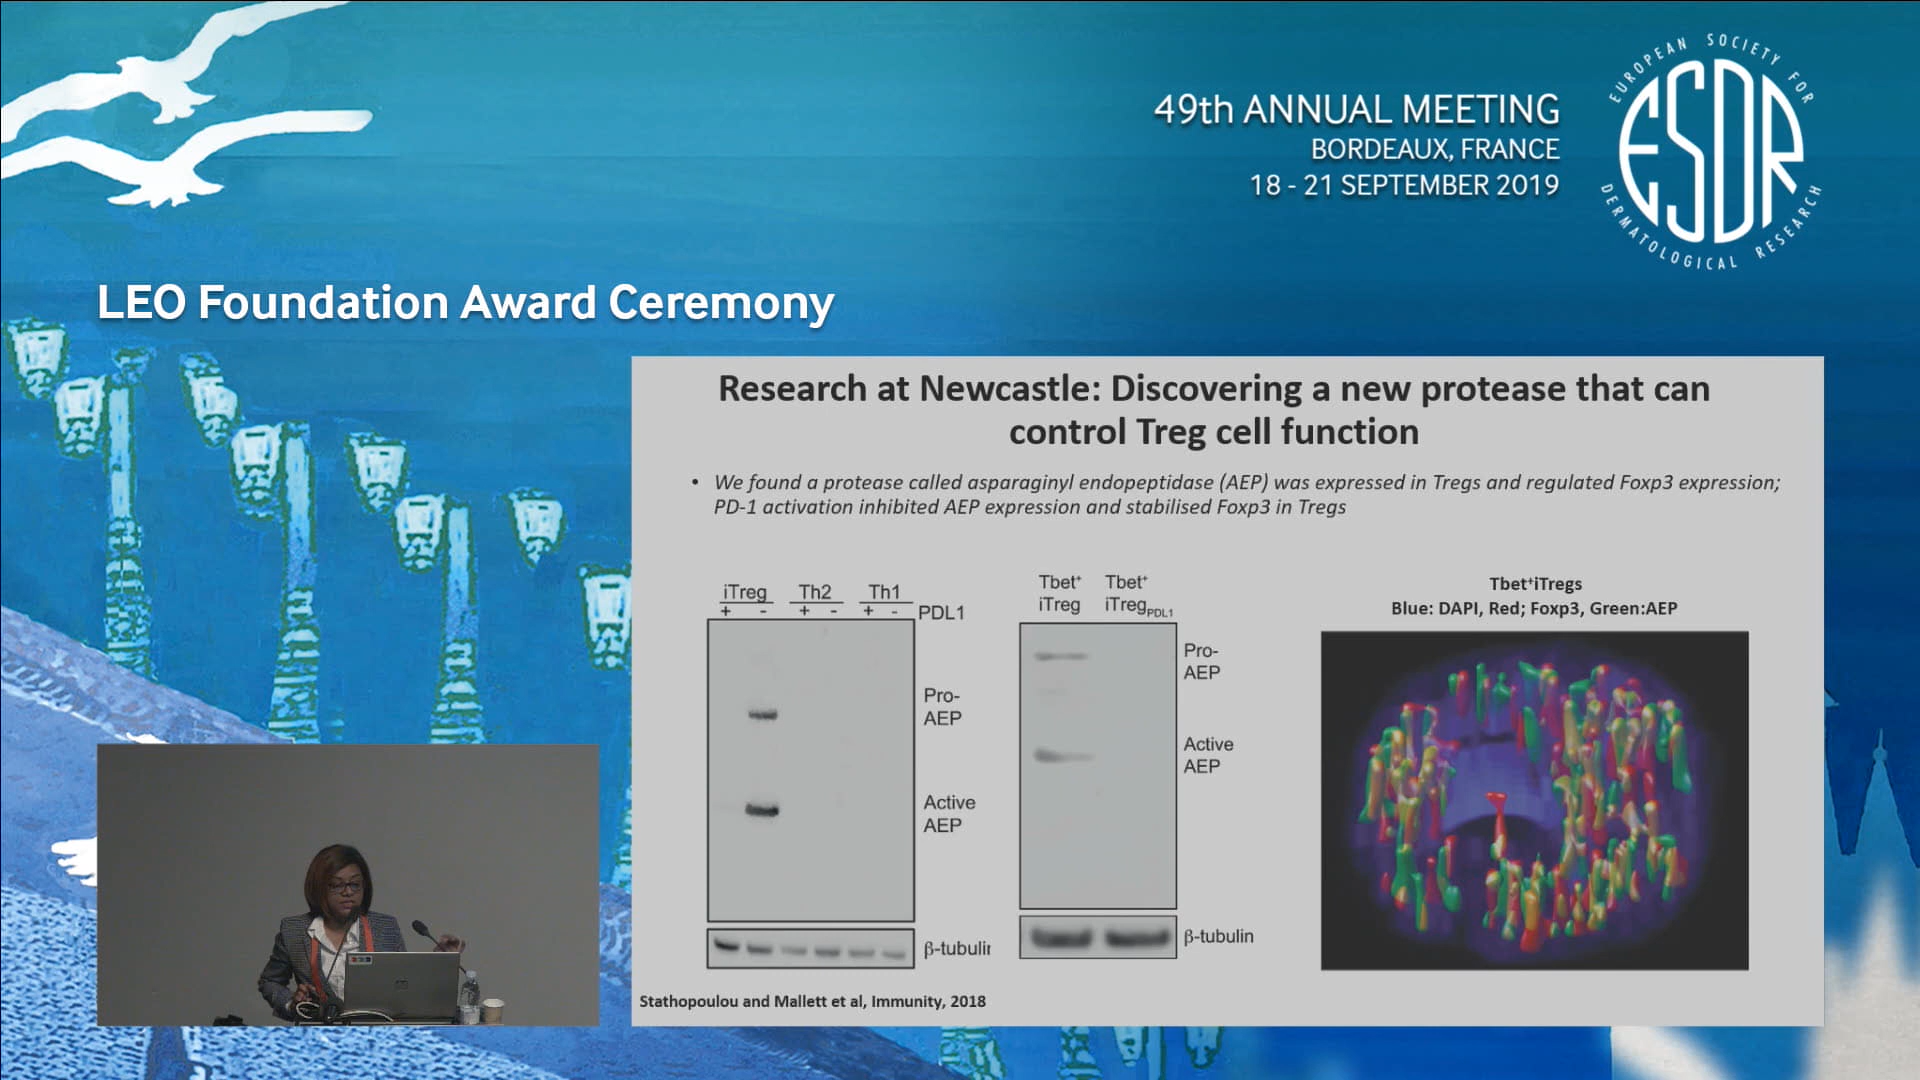 EUROPEAN SOCIETY FOR
ESDR
DERMATOLOGICAL RESEARCH
49th ANNUAL MEETING
BORDEAUX, FRANCE
18 - 21 SEPTEMBER 2019
LEO Foundation Award Ceremony
Research at Newcastle: Discovering a new protease that can
control Treg cell function
• We found a protease called asparaginyl endopeptidase (AEP) was expressed in Tregs and regulated Foxp3 expression;
PD-1 activation inhibited AEP expression and stabilised Foxp3 in Tregs
iTreg Th2 Th1
+ - + - + - PDL1
Pro-
AEP
Active
AEP
β-tubulin
Tbet⁺ Tbet⁺
iTreg iTregPDL1
Pro-
AEP
Active
AEP
β-tubulin
Tbet⁺iTregs
Blue: DAPI, Red; Foxp3, Green:AEP
Stathopoulou and Mallett et al, Immunity, 2018